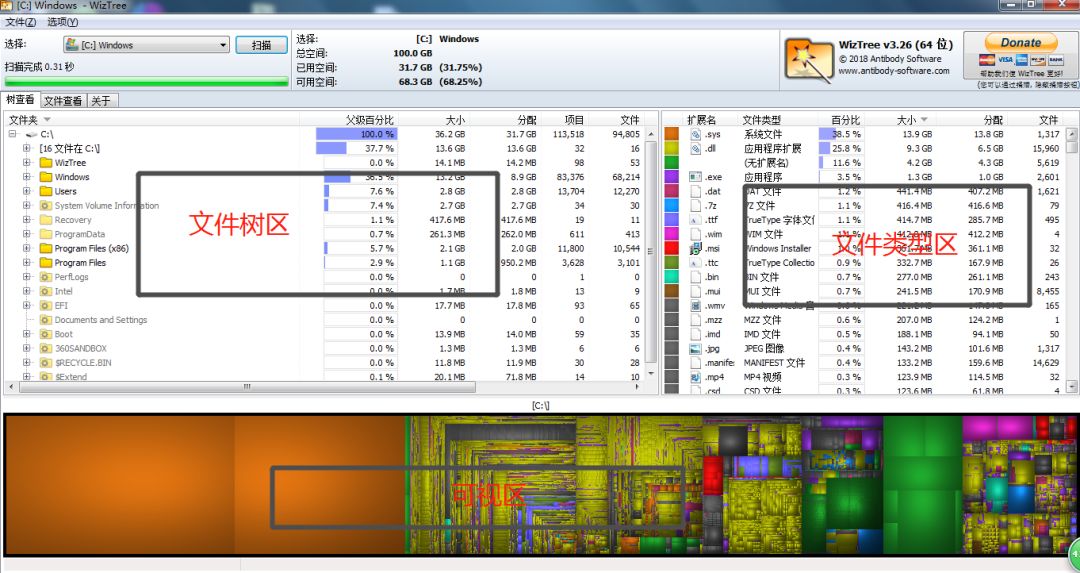 [C:] Windows - WizTree
文件(Z) 选项(Y)
选择: [C:] Windows 扫描
扫描完成 0.31 秒
选择: [C:] Windows
总空间: 100.0 GB
已用空间: 31.7 GB (31.75%)
可用空间: 68.3 GB (68.25%)
WizTree v3.26 (64 位)
© 2018 Antibody Software
www.antibody-software.com
Donate
VISA
BANK
帮助我们使 WizTree 更好!
(您可以通过捐赠, 隐藏捐赠按钮)
树查看 文件查看 关于
文件夹 父级百分比 大小 分配 项目 文件
C:\ 100.0 % 36.2 GB 31.7 GB 113,518 94,805
[16 文件在 C:\] 37.7 % 13.6 GB 13.6 GB 32 16
WizTree 0.0 % 14.1 MB 14.2 MB 98 53
Windows 36.5 % 13.2 GB 8.9 GB 83,376 68,214
Users 7.6 % 2.8 GB 2.8 GB 13,704 12,270
System Volume Information 7.4 % 2.7 GB 2.7 GB 34 30
Recovery 1.1 % 417.6 MB 417.6 MB 19 11
ProgramData 0.7 % 261.3 MB 262.0 MB 611 413
Program Files (x86) 5.7 % 2.1 GB 2.0 GB 11,800 10,544
Program Files 2.9 % 1.1 GB 950.2 MB 3,628 3,101
PerfLogs 0.0 % 0 0 1 0
Intel 0.0 % 1.7 MB 1.8 MB 13 9
EFI 0.0 % 17.7 MB 17.8 MB 93 65
Documents and Settings
Boot 0.0 % 13.9 MB 14.0 MB 59 35
360SANDBOX 0.0 % 1.3 MB 1.3 MB 6 6
$RECYCLE.BIN 0.0 % 11.8 MB 11.9 MB 30 28
$Extend 0.1 % 20.1 MB 71.8 MB 14 10
文件树区
扩展名 文件类型 百分比 大小 分配 文件
.sys 系统文件 38.5 % 13.9 GB 13.8 GB 1,317
.dll 应用程序扩展 25.8 % 9.3 GB 6.5 GB 15,960
(无扩展名) 11.6 % 4.2 GB 4.3 GB 5,619
.exe 应用程序 3.5 % 1.3 GB 1.0 GB 2,601
.dat DAT 文件 1.2 % 441.4 MB 407.2 MB 1,621
.7z 7Z 文件 1.1 % 416.4 MB 416.6 MB 79
.ttf TrueType 字体文 1.1 % 414.7 MB 285.7 MB 495
.wim WIM 文件 412.2 MB 4
.msi Windows Installer 361.1 MB 32
.ttc TrueType Collectio 0.9 % 332.7 MB 167.9 MB 26
.bin BIN 文件 0.7 % 277.0 MB 261.1 MB 243
.mui MUI 文件 0.7 % 241.5 MB 170.9 MB 8,455
.wmv 165
.mzz MZZ 文件 0.6 % 207.0 MB 124.2 MB 1
.imd IMD 文件 0.5 % 188.1 MB 94.1 MB 50
.jpg JPEG 图像 0.4 % 143.2 MB 101.6 MB 1,317
.manife: MANIFEST 文件 0.4 % 133.2 MB 159.6 MB 14,629
.mp4 MP4 视频 0.3 % 123.9 MB 114.5 MB 32
.csd CSD 文件 0.3 % 123.6 MB 61.8 MB 4
文件类型区
[C:\]
可视区